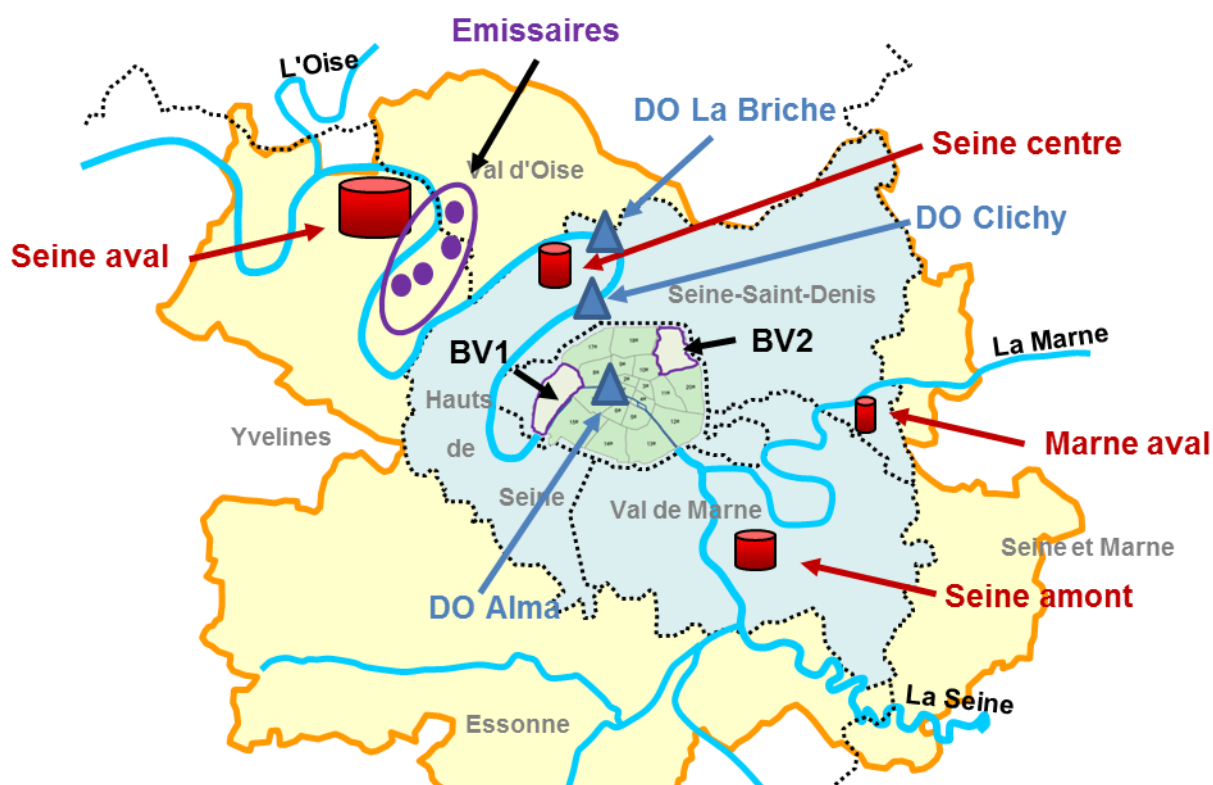 Emissaires
L'Oise
DO La Briche
Seine centre
Val d'Oise
DO Clichy
Seine aval
Seine-Saint-Denis
BV1
BV2
La Marne
Hauts
de
Seine
Yvelines
Marne aval
Val de Marne
Seine et Marne
DO Alma
Seine amont
La Seine
Essonne